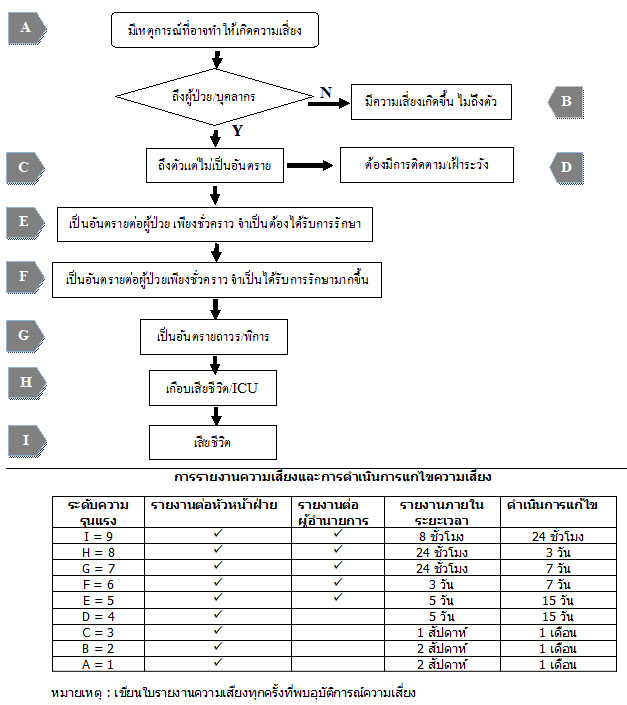 A
มีเหตุการณ์ที่อาจทำให้เกิดความเสี่ยง
ถึงผู้ป่วย/บุคลากร
N
มีความเสี่ยงเกิดขึ้น ไม่ถึงตัว
B
Y
C
ถึงตัวแต่ไม่เป็นอันตราย
ต้องมีการติดตาม/เฝ้าระวัง
D
E
เป็นอันตรายต่อผู้ป่วย เพียงชั่วคราว จำเป็นต้องได้รับการรักษา
F
เป็นอันตรายต่อผู้ป่วยเพียงชั่วคราว จำเป็นได้รับการรักษามากขึ้น
G
เป็นอันตรายถาวร/พิการ
H
เกือบเสียชีวิต/ICU
I
เสียชีวิต
การรายงานความเสี่ยงและการดำเนินการแก้ไขความเสี่ยง
ระดับความ รายงานต่อหัวหน้าฝ่าย รายงานต่อ รายงานภายใน ดำเนินการแก้ไข
รุนแรง ผู้อำนายการ ระยะเวลา
I = 9 ✓ ✓ 8 ชั่วโมง 24 ชั่วโมง
H = 8 ✓ ✓ 24 ชั่วโมง 3 วัน
G = 7 ✓ ✓ 24 ชั่วโมง 7 วัน
F = 6 ✓ ✓ 3 วัน 7 วัน
E = 5 ✓ ✓ 5 วัน 15 วัน
D = 4 ✓ 5 วัน 15 วัน
C = 3 ✓ 1 สัปดาห์ 1 เดือน
B = 2 ✓ 2 สัปดาห์ 1 เดือน
A = 1 ✓ 2 สัปดาห์ 1 เดือน
หมายเหตุ : เขียนใบรายงานความเสี่ยงทุกครั้งที่พบอุบัติการณ์ความเสี่ยง